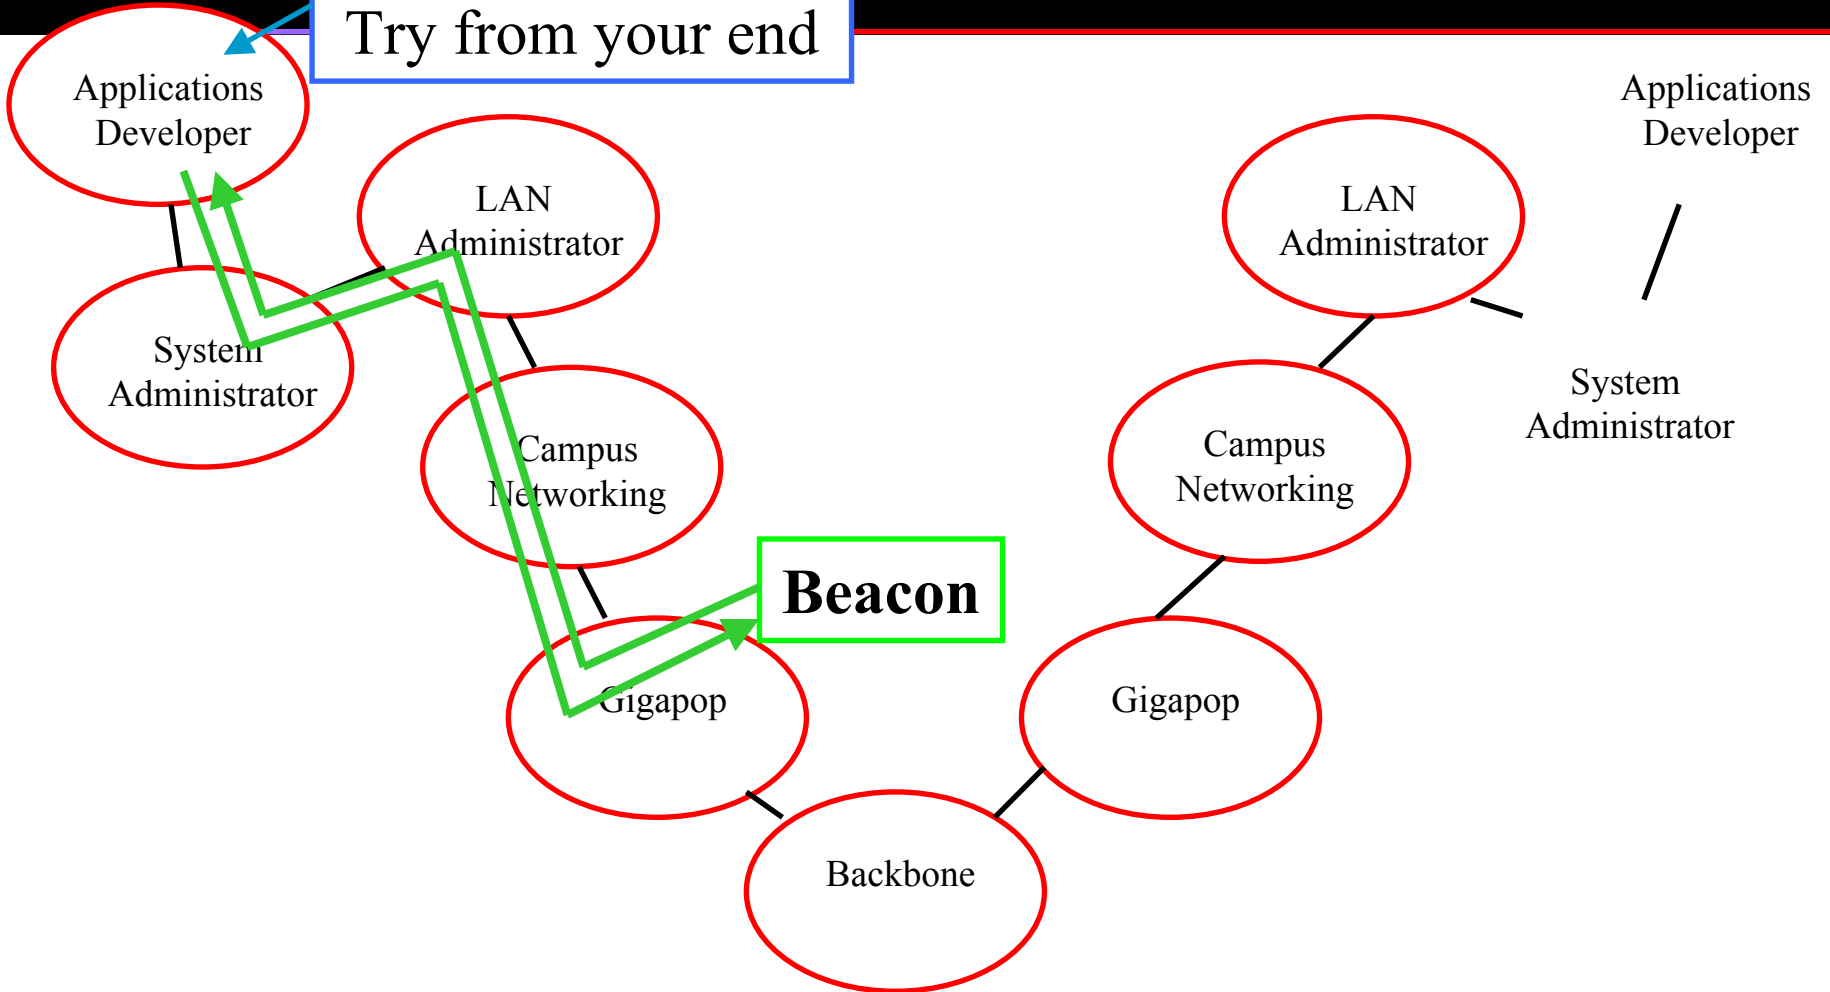 Try from your end
Applications
Developer
Applications
Developer
LAN
Administrator
LAN
Administrator
System
Administrator
System
Administrator
Campus
Networking
Campus
Networking
Beacon
Gigapop
Gigapop
Backbone